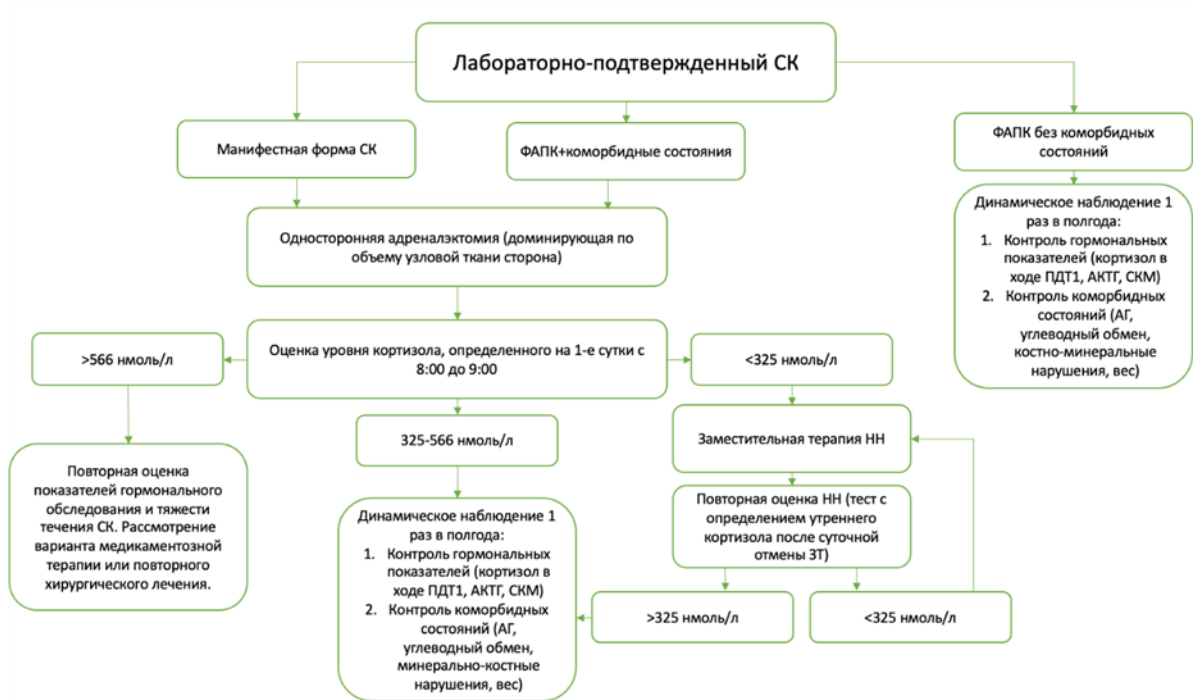 Лабораторно-подтвержденный СК
Манифестная форма СК
ФАПК+коморбидные состояния
ФАПК без коморбидных
состояний
Односторонняя адреналэктомия (доминирующая по
объему узловой ткани сторона)
Динамическое наблюдение 1
раз в полгода:
1. Контроль гормональных
показателей (кортизол в
ходе ПДТ1, АКТГ, СКМ)
2. Контроль коморбидных
состояний (АГ,
углеводный обмен,
костно-минеральные
нарушения, вес)
>566 нмоль/л
Оценка уровня кортизола, определенного на 1-е сутки с
8:00 до 9:00
<325 нмоль/л
325-566 нмоль/л
Заместительная терапия НН
Повторная оценка
показателей гормонального
обследования и тяжести
течения СК. Рассмотрение
варианта медикаментозной
терапии или повторного
хирургического лечения.
Динамическое наблюдение 1
раз в полгода:
1. Контроль гормональных
показателей (кортизол в
ходе ПДТ1, АКТГ, СКМ)
2. Контроль коморбидных
состояний (АГ,
углеводный обмен,
минерально-костные
нарушения, вес)
Повторная оценка НН (тест с
определением утреннего
кортизола после суточной
отмены ЗТ)
>325 нмоль/л
<325 нмоль/л